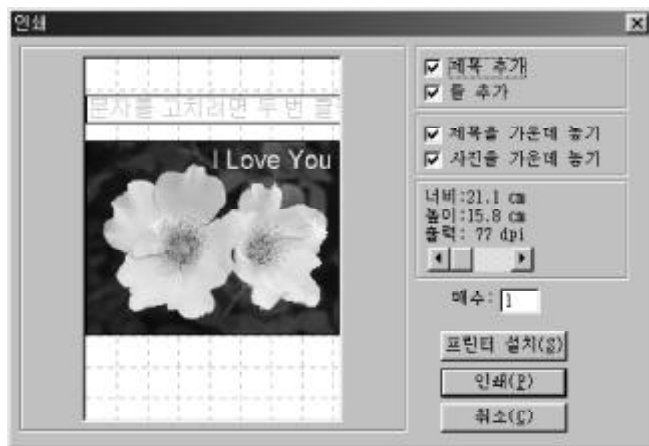 인쇄
문자를 고치려면 두 번 클
I Love You
제목 추가
틀 추가
제목을 가운데 놓기
사진을 가운데 놓기
너비:21.1 cm
높이:15.8 cm
출력: 77 dpi
매수: 1
프린터 설치(S)
인쇄(P)
취소(C)